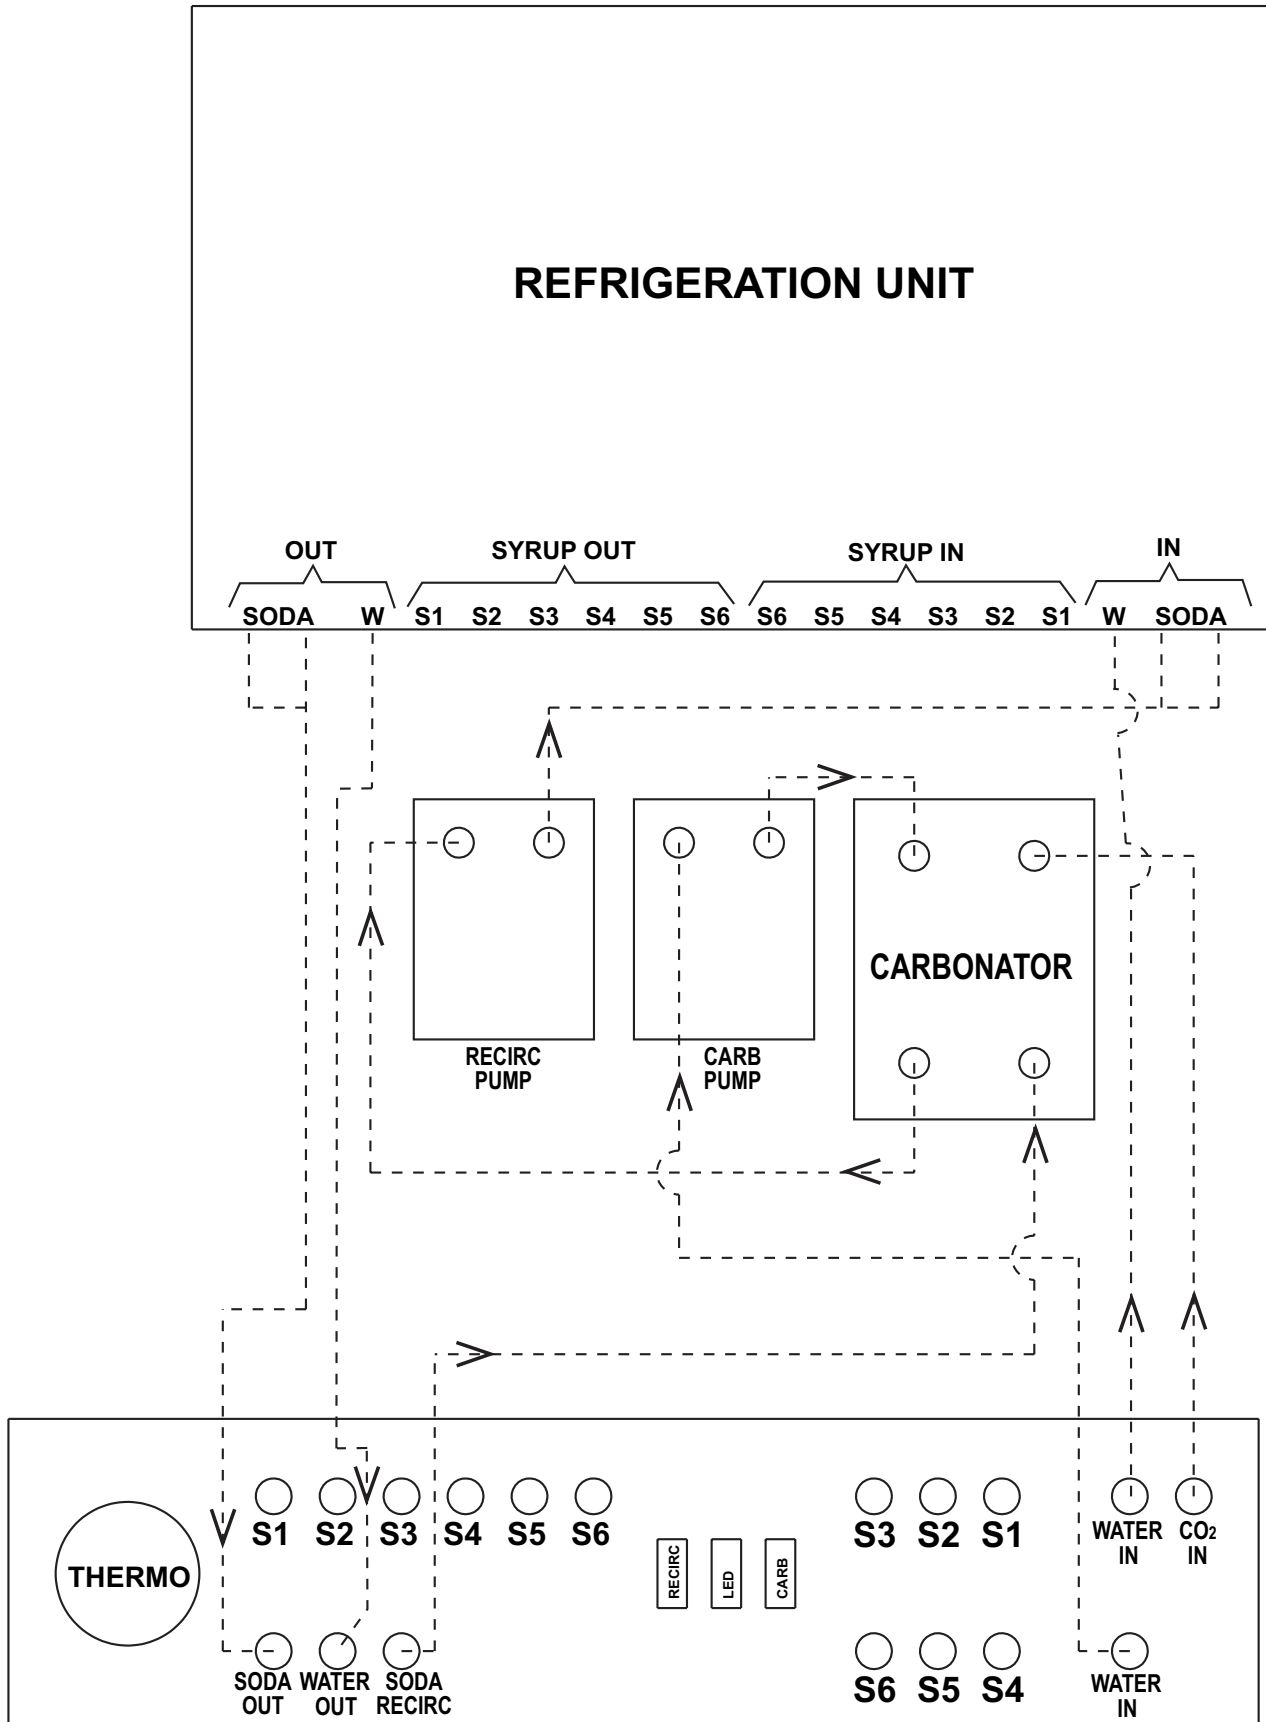 REFRIGERATION UNIT
OUT SYRUP OUT SYRUP IN IN
SODA W S1 S2 S3 S4 S5 S6 S6 S5 S4 S3 S2 S1 W SODA
CARBONATOR
RECIRC
PUMP
CARB
PUMP
S1 S2 S3 S4 S5 S6
S3 S2 S1
WATER
IN
CO2
IN
THERMO
RECIRC
LED
CARB
SODA
OUT
WATER
OUT
SODA
RECIRC
S6 S5 S4
WATER
IN